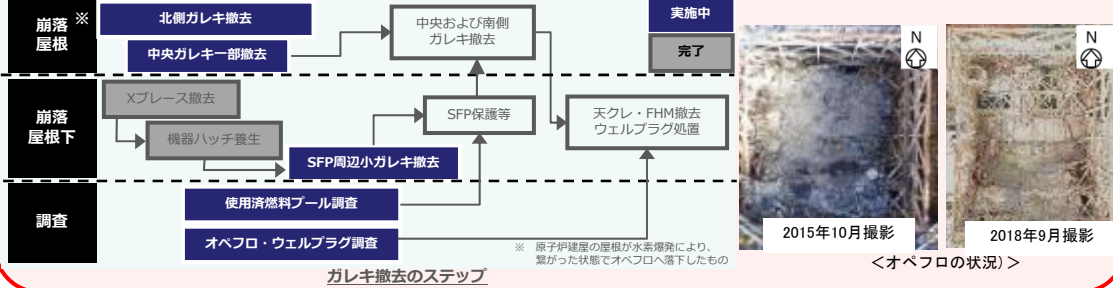 崩落 ※
屋根
北側ガレキ撤去
中央ガレキ一部撤去
中央および南側
ガレキ撤去
実施中
完了
崩落
屋根下
Xブレース撤去
機器ハッチ養生
SFP周辺小ガレキ撤去
SFP保護等
天クレ・FHM撤去
ウェルプラグ処置
調査
使用済燃料プール調査
オペフロ・ウェルプラグ調査
※ 原子炉建屋の屋根が水素爆発により、
繋がった状態でオペフロへ落下したもの
ガレキ撤去のステップ
N
2015年10月撮影
N
2018年9月撮影
＜オペフロの状況）＞